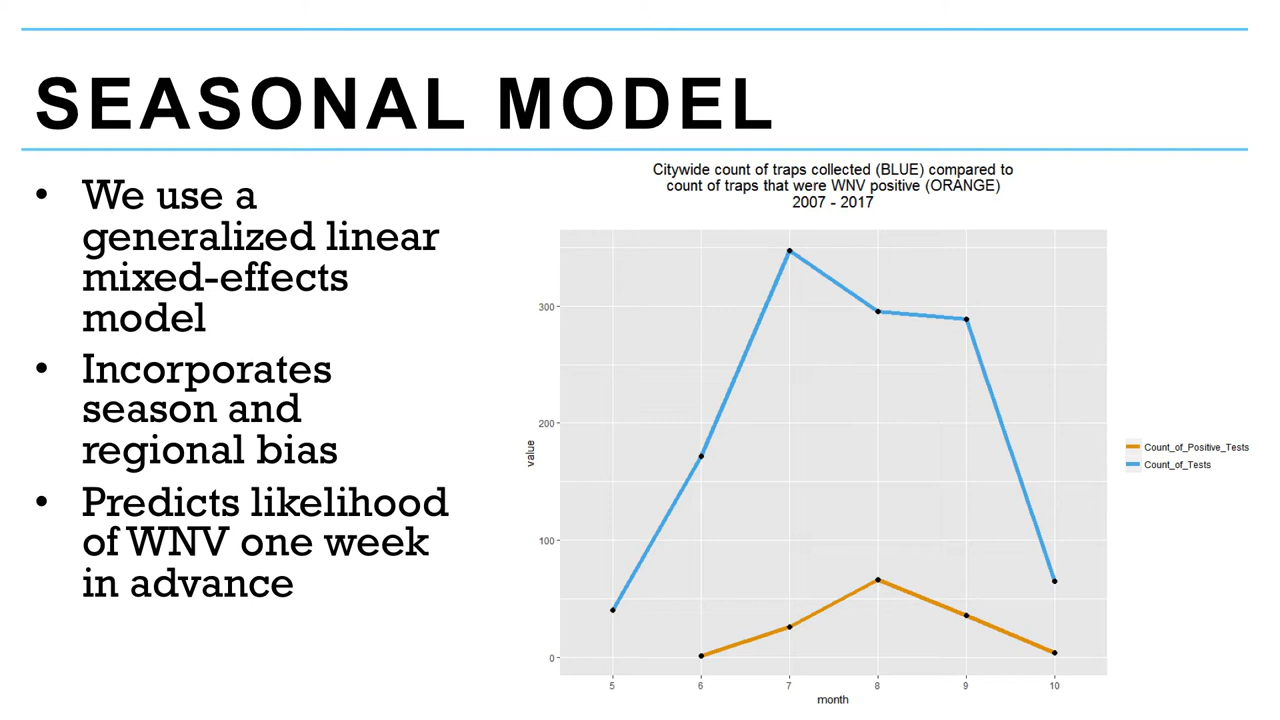 SEASONAL MODEL
• We use a
generalized linear
mixed-effects
model
• Incorporates
season and
regional bias
• Predicts likelihood
of WNV one week
in advance
Citywide count of traps collected (BLUE) compared to
count of traps that were WNV positive (ORANGE)
2007 - 2017
value
300
200
100
0
5 6 7 8 9 10
month
Count_of_Positive_Tests
Count_of_Tests